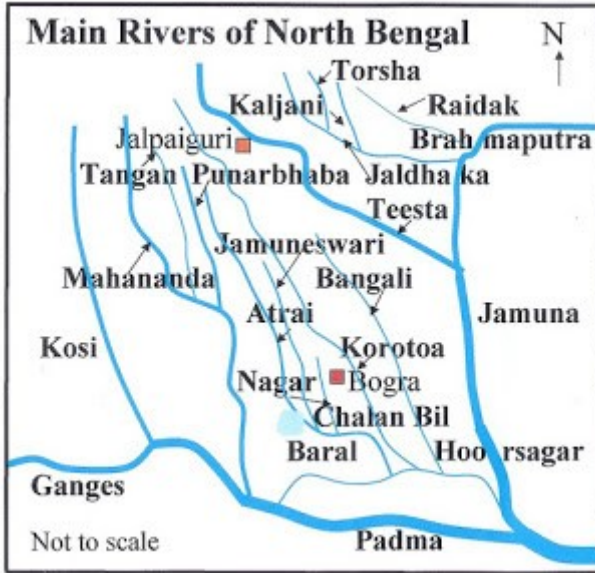 Main Rivers of North Bengal
N
Torsha
Kaljani
Raidak
Jalpaiguri
Brahmaputra
Tangan
Punarbhaba
Jaldhaka
Teesta
Jamuneswari
Mahananda
Bangali
Atrai
Jamuna
Kosi
Korotoa
Nagar
Bogra
Chalan Bil
Baral
Ganges
Not to scale
Padma